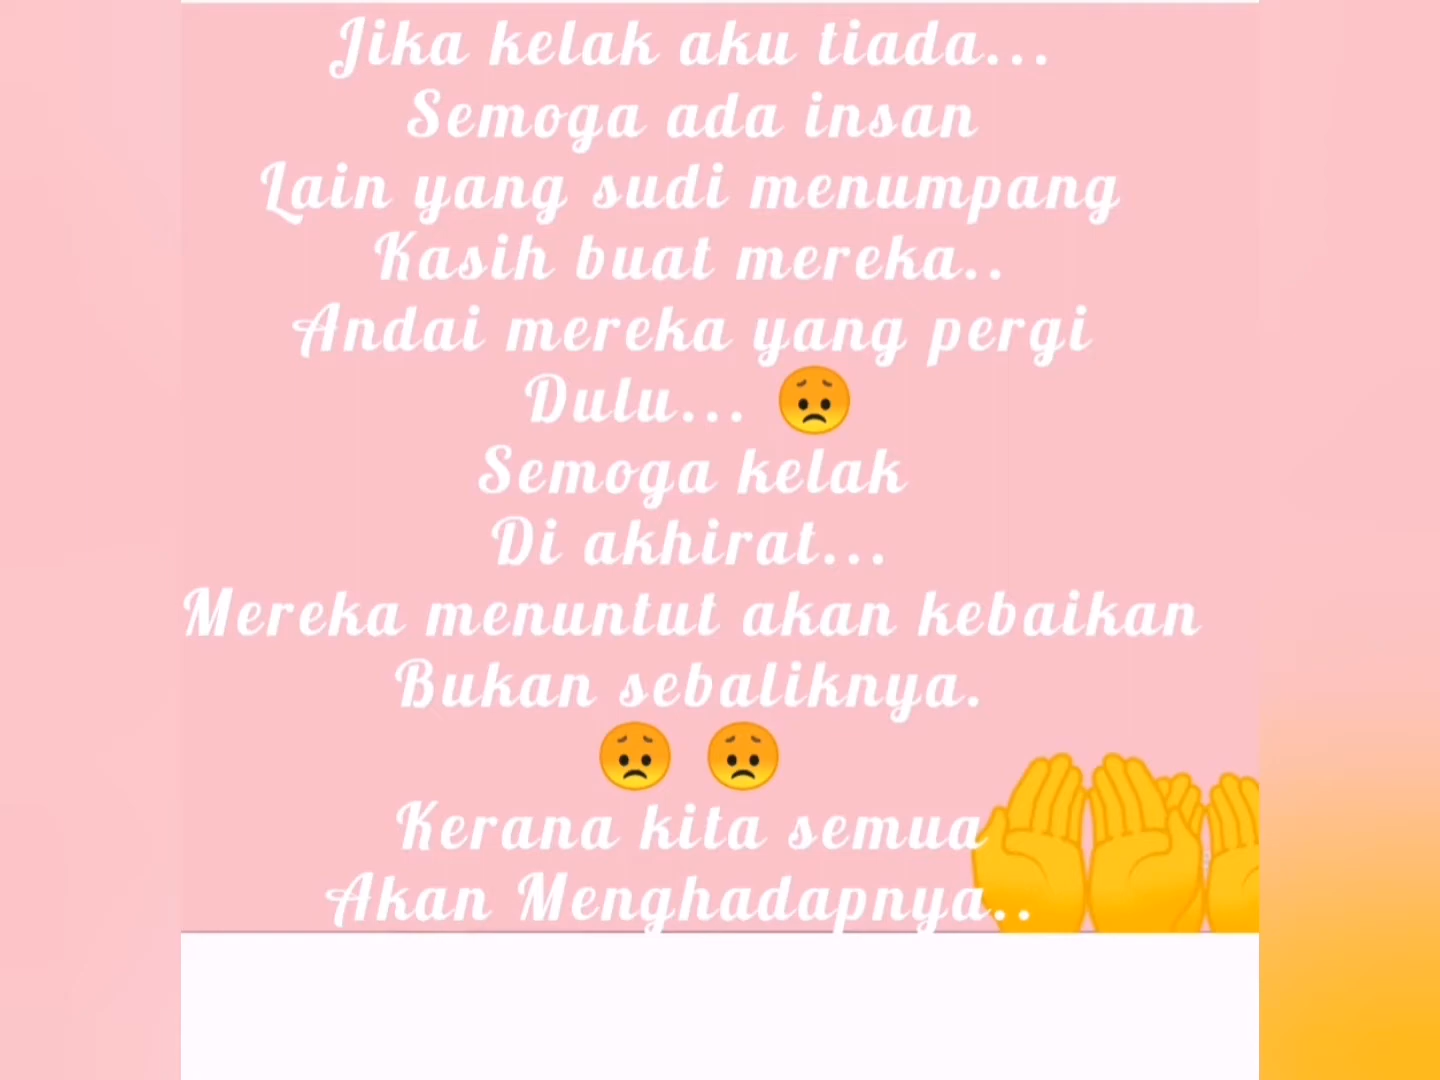 Jika kelak aku tiada...
Semoga ada insan
Lain yang sudi menumpang
Kasih buat mereka..
Andai mereka yang pergi
Dulu... 😞
Semoga kelak
Di akhirat...
Mereka menuntut akan kebaikan
Bukan sebaliknya.
😞 😞
Kerana kita semua
Akan Menghadapnya..